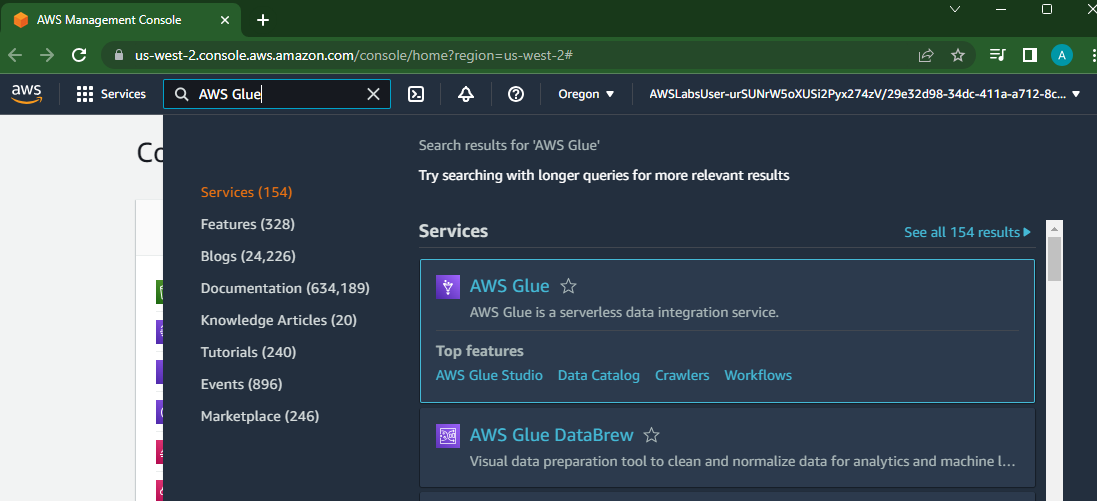 AWS Management Console
us-west-2.console.aws.amazon.com/console/home?region=us-west-2#
A
aws
Services
AWS Glue
Oregon
AWSLabsUser-urSUNrW5oXUSi2Pyx274zV/29e32d98-34dc-411a-a712-8c...
Co
Search results for 'AWS Glue'
Try searching with longer queries for more relevant results
Services (154)
Features (328)
Blogs (24,226)
Documentation (634,189)
Knowledge Articles (20)
Tutorials (240)
Events (896)
Marketplace (246)
Services
See all 154 results
AWS Glue
AWS Glue is a serverless data integration service.
Top features
AWS Glue Studio Data Catalog Crawlers Workflows
AWS Glue DataBrew
Visual data preparation tool to clean and normalize data for analytics and machine l...